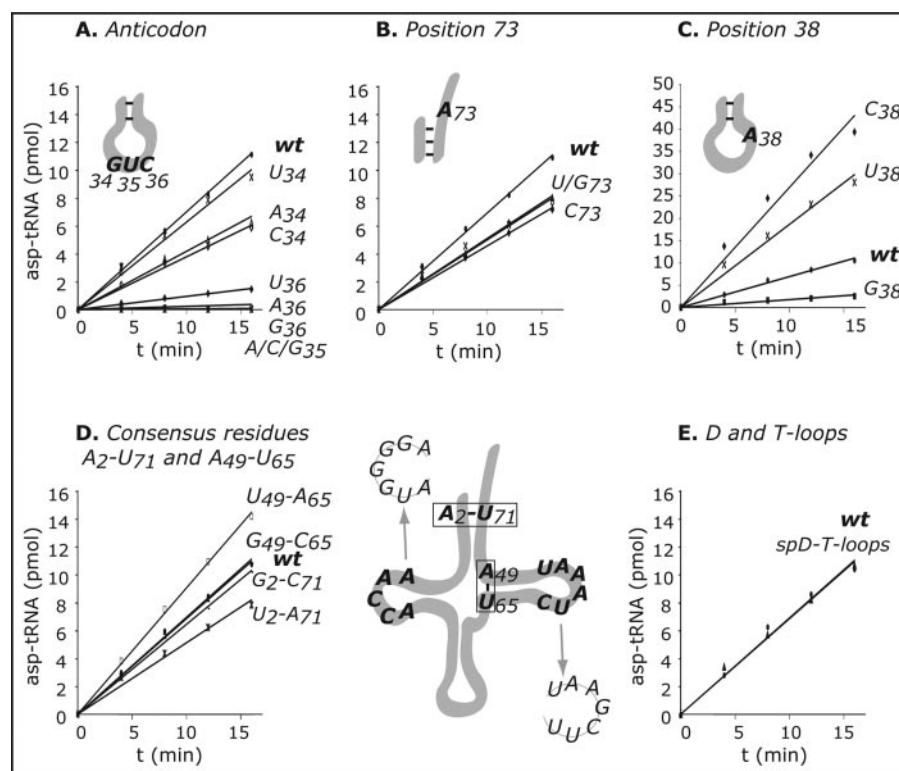 A. Anticodon
B. Position 73
C. Position 38
asp-tRNA (pmol)
16
14
12
10
8
6
4
2
0
0 5 10 15
t (min)
GUC
34 35 36
wt
U34
A34
C34
U36
A36
G36
A/C/G35
16
14
12
10
8
6
4
2
0
0 5 10 15
t (min)
A73
wt
U/G73
C73
50
45
40
35
30
25
20
15
10
5
0
0 5 10 15
t (min)
A38
C38
U38
wt
G38
D. Consensus residues
A2-U71 and A49-U65
asp-tRNA (pmol)
16
14
12
10
8
6
4
2
0
0 5 10 15
t (min)
U49-A65
G49-C65
wt
G2-C71
U2-A71
G G A
G
G U A
A2-U71
A A
C C A
A49
U65
U A A
A
C U
U A A
G
U U C
E. D and T-loops
asp-tRNA (pmol)
16
14
12
10
8
6
4
2
0
0 5 10 15
t (min)
wt
spD-T-loops